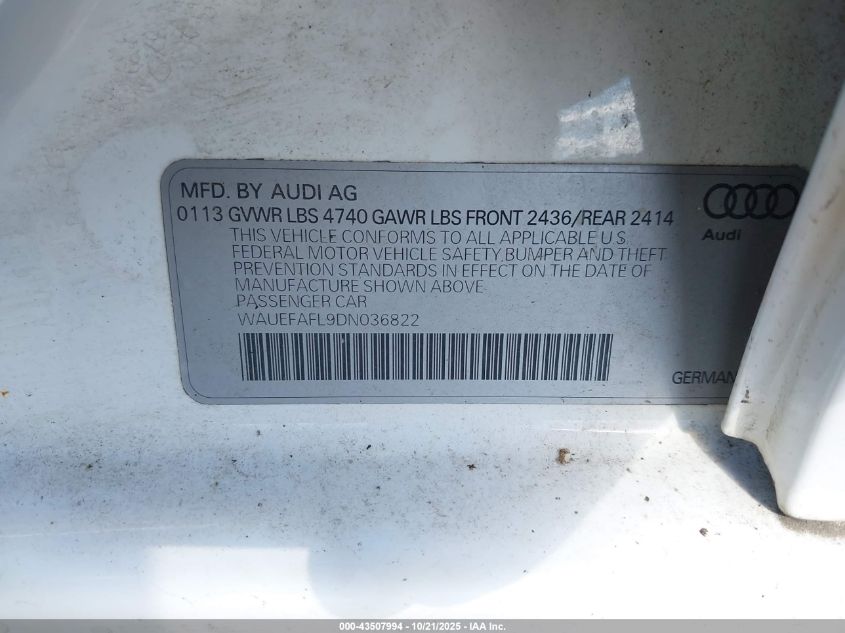 MFD. BY AUDI AG
0113 GVWR LBS 4740 GAWR LBS FRONT 2436/REAR 2414
THIS VEHICLE CONFORMS TO ALL APPLICABLE U.S.
FEDERAL MOTOR VEHICLE SAFETY, BUMPER AND THEFT
PREVENTION STANDARDS IN EFFECT ON THE DATE OF
MANUFACTURE SHOWN ABOVE.
PASSENGER CAR
WAUEFAFL9DN036822
Audi
GERMAN
000-43507994 - 10/21/2025 - IAA Inc.